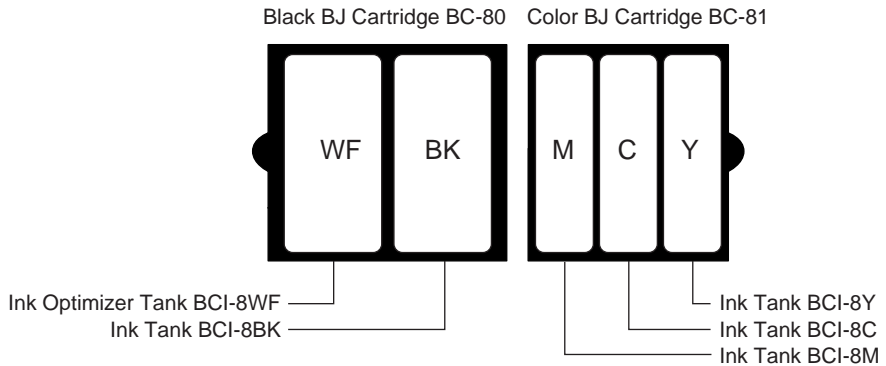 Black BJ Cartridge BC-80
Color BJ Cartridge BC-81
WF
BK
M
C
Y
Ink Optimizer Tank BCI-8WF
Ink Tank BCI-8BK
Ink Tank BCI-8Y
Ink Tank BCI-8C
Ink Tank BCI-8M